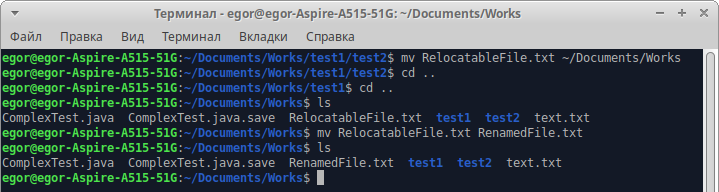 Терминал - egor@egor-Aspire-A515-51G: ~/Documents/Works
Файл Правка Вид Терминал Вкладки Справка
egor@egor-Aspire-A515-51G:~/Documents/Works/test1/test2$ mv RelocatableFile.txt ~/Documents/Works
egor@egor-Aspire-A515-51G:~/Documents/Works/test1/test2$ cd ..
egor@egor-Aspire-A515-51G:~/Documents/Works/test1$ cd ..
egor@egor-Aspire-A515-51G:~/Documents/Works$ ls
ComplexTest.java ComplexTest.java.save RelocatableFile.txt test1 test2 text.txt
egor@egor-Aspire-A515-51G:~/Documents/Works$ mv RelocatableFile.txt RenamedFile.txt
egor@egor-Aspire-A515-51G:~/Documents/Works$ ls
ComplexTest.java ComplexTest.java.save RenamedFile.txt test1 test2 text.txt
egor@egor-Aspire-A515-51G:~/Documents/Works$